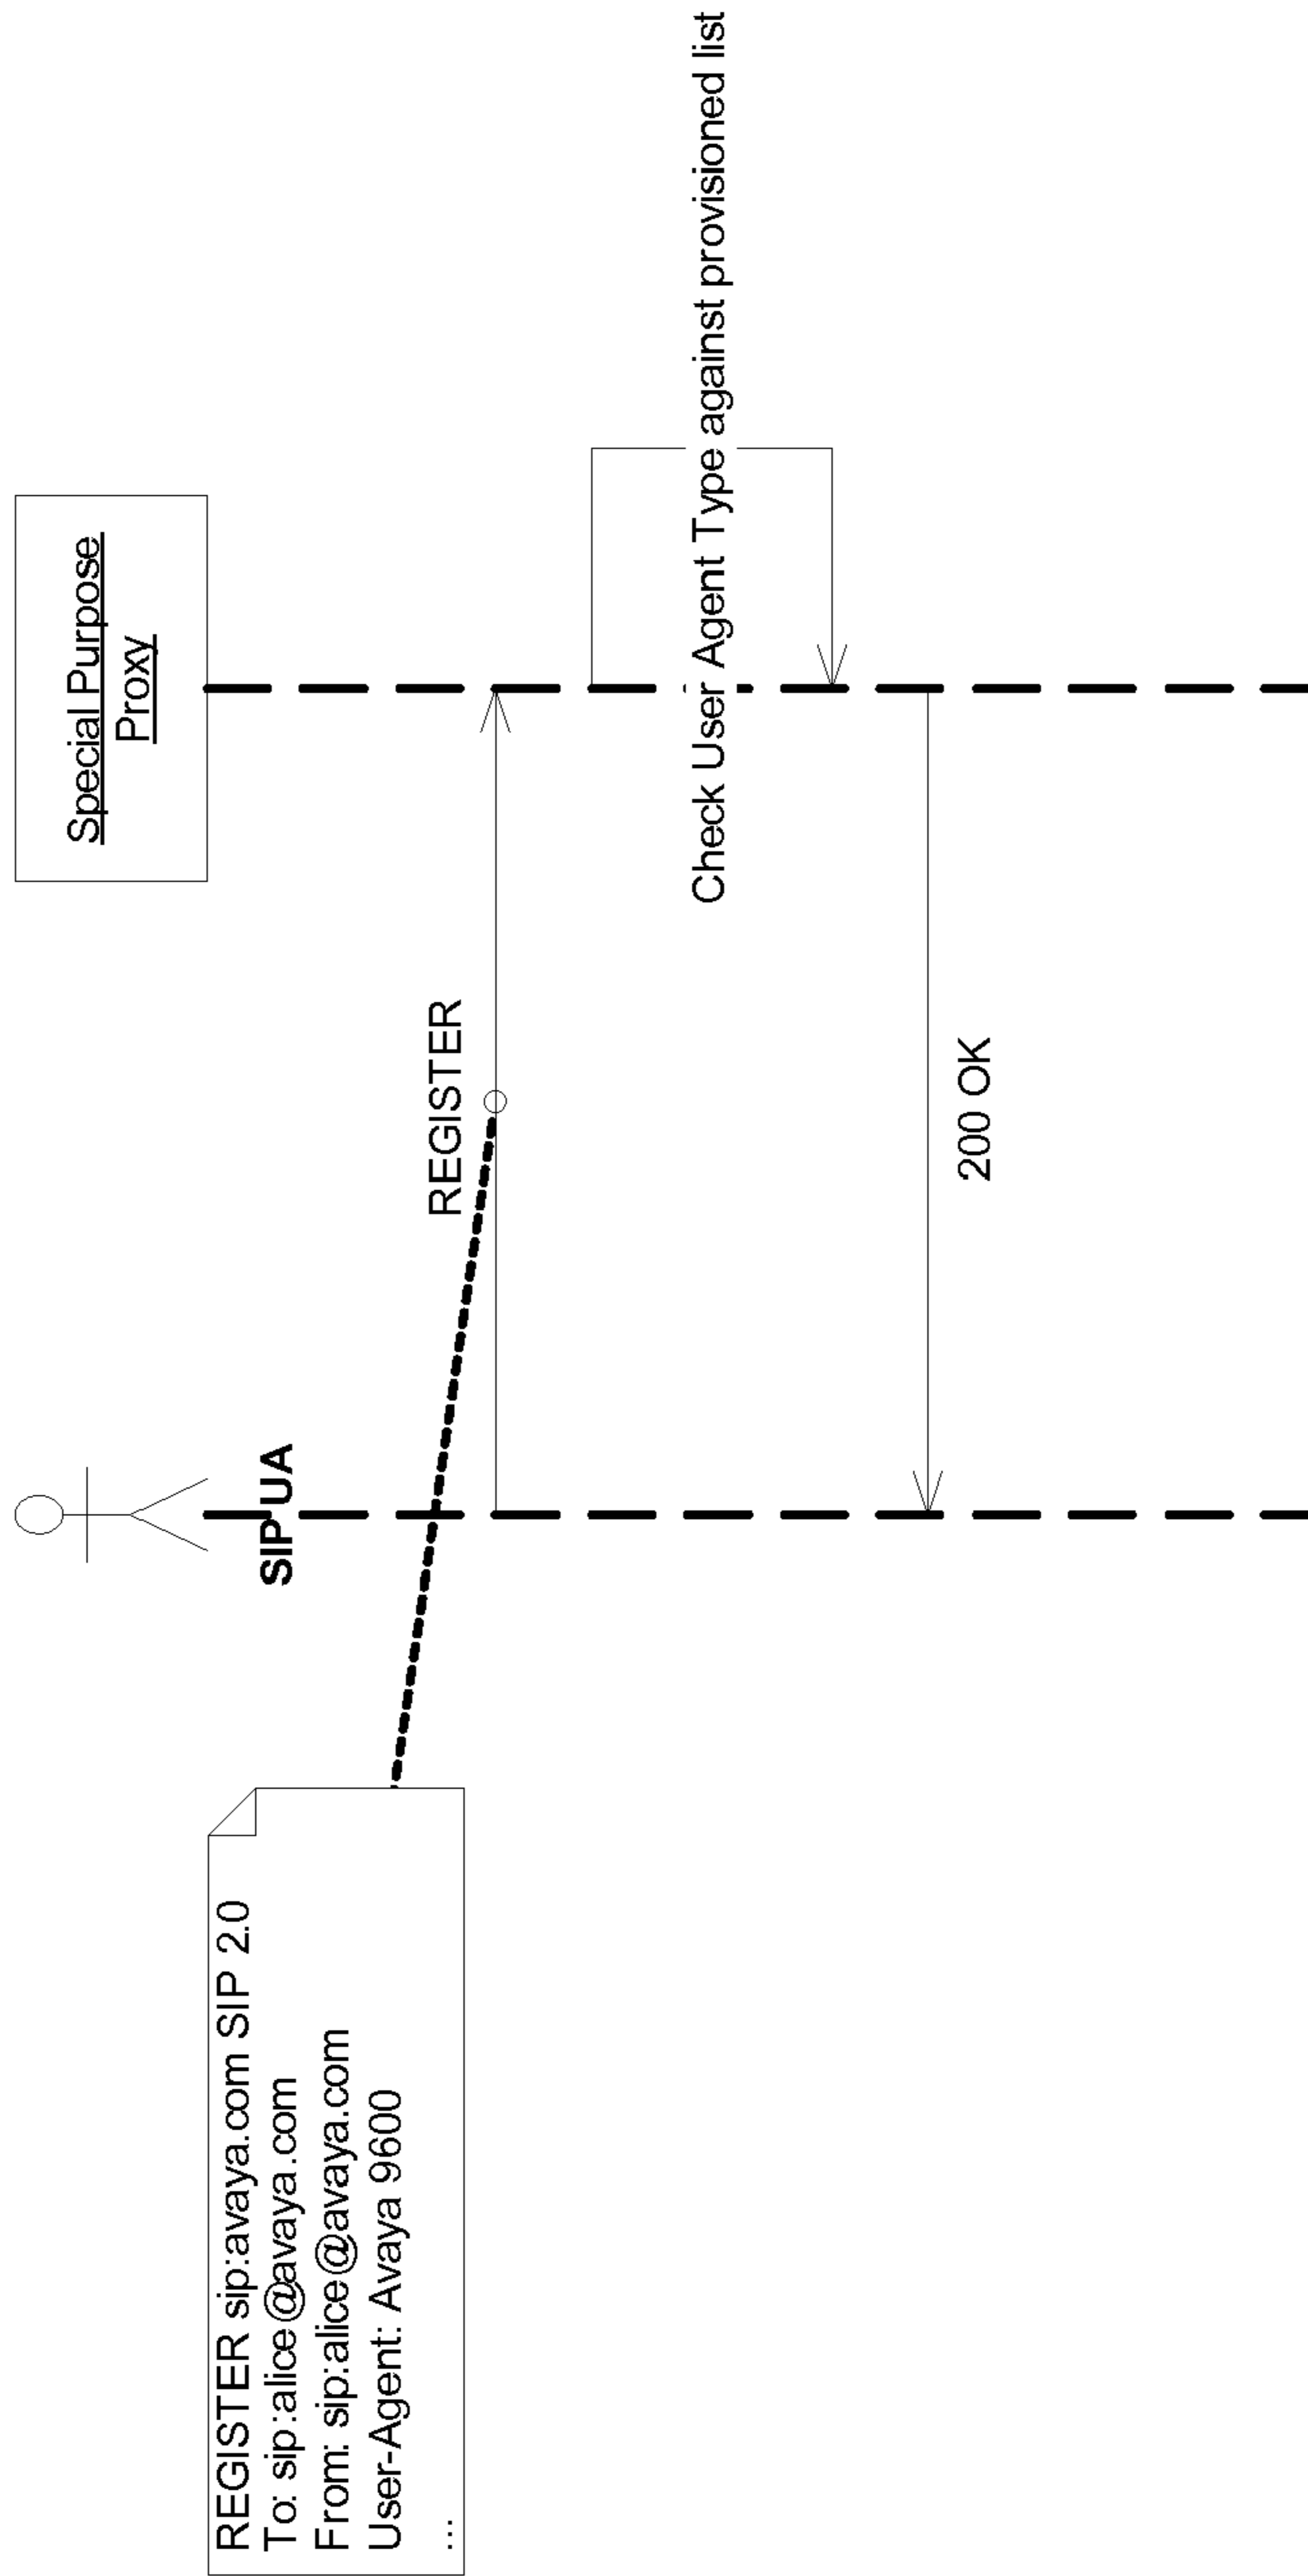 Special Purpose
Proxy
SIP UA
REGISTER sip:avaya.com SIP 2.0
To: sip:alice@avaya.com
From: sip:alice@avaya.com
User-Agent: Avaya 9600
...
REGISTER
Check User Agent Type against provisioned list
200 OK